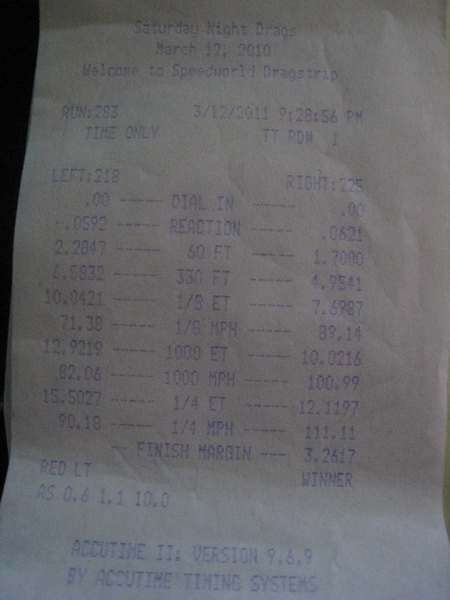 Saturday Night Drags
March 12, 2010
Welcome to Speedworld Dragstrip
RUN:283 3/12/2011 9:28:56 PM
TIME ONLY TT RD# 1
LEFT:218 RIGHT:225
.00 ----- DIAL IN ----- .00
-.0592 ----- REACTION ----- .0621
2.2847 ----- 60 FT ----- 1.7000
6.5832 ----- 330 FT ----- 4.9541
10.0421 ----- 1/8 ET ----- 7.6987
71.38 ----- 1/8 MPH ----- 89.14
12.9219 ----- 1000 ET ----- 10.0216
82.06 ----- 1000 MPH ----- 100.99
15.5027 ----- 1/4 ET ----- 12.1197
90.18 ----- 1/4 MPH ----- 111.11
-- FINISH MARGIN --- 3.2617
RED LT WINNER
AS 0.6 1.1 10.0
ACCUTIME II: VERSION 9.6.9
BY ACCUTIME TIMING SYSTEMS